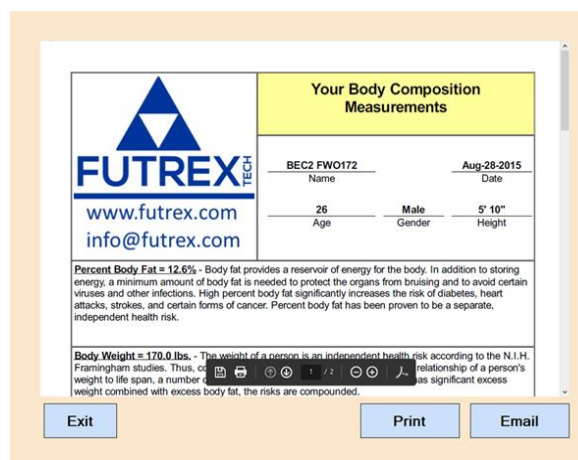 Your Body Composition
Measurements
FUTREX TECH
www.futrex.com
info@futrex.com
BEC2 FWO172
Aug-28-2015
Name
Date
26
Male
5' 10"
Age
Gender
Height
Percent Body Fat = 12.6% - Body fat provides a reservoir of energy for the body. In addition to storing
energy, a minimum amount of body fat is needed to protect the organs from bruising and to avoid certain
viruses and other infections. High percent body fat significantly increases the risk of diabetes, heart
attacks, strokes, and certain forms of cancer. Percent body fat has been proven to be a separate,
independent health risk.
Body Weight = 170.0 lbs. - The weight of a person is an independent health risk according to the N.I.H.
Framingham studies. Thus, relationship of a person's
weight to life span, a number has significant excess
weight combined with excess body fat, the risks are compounded.
1 / 2
Exit
Print
Email